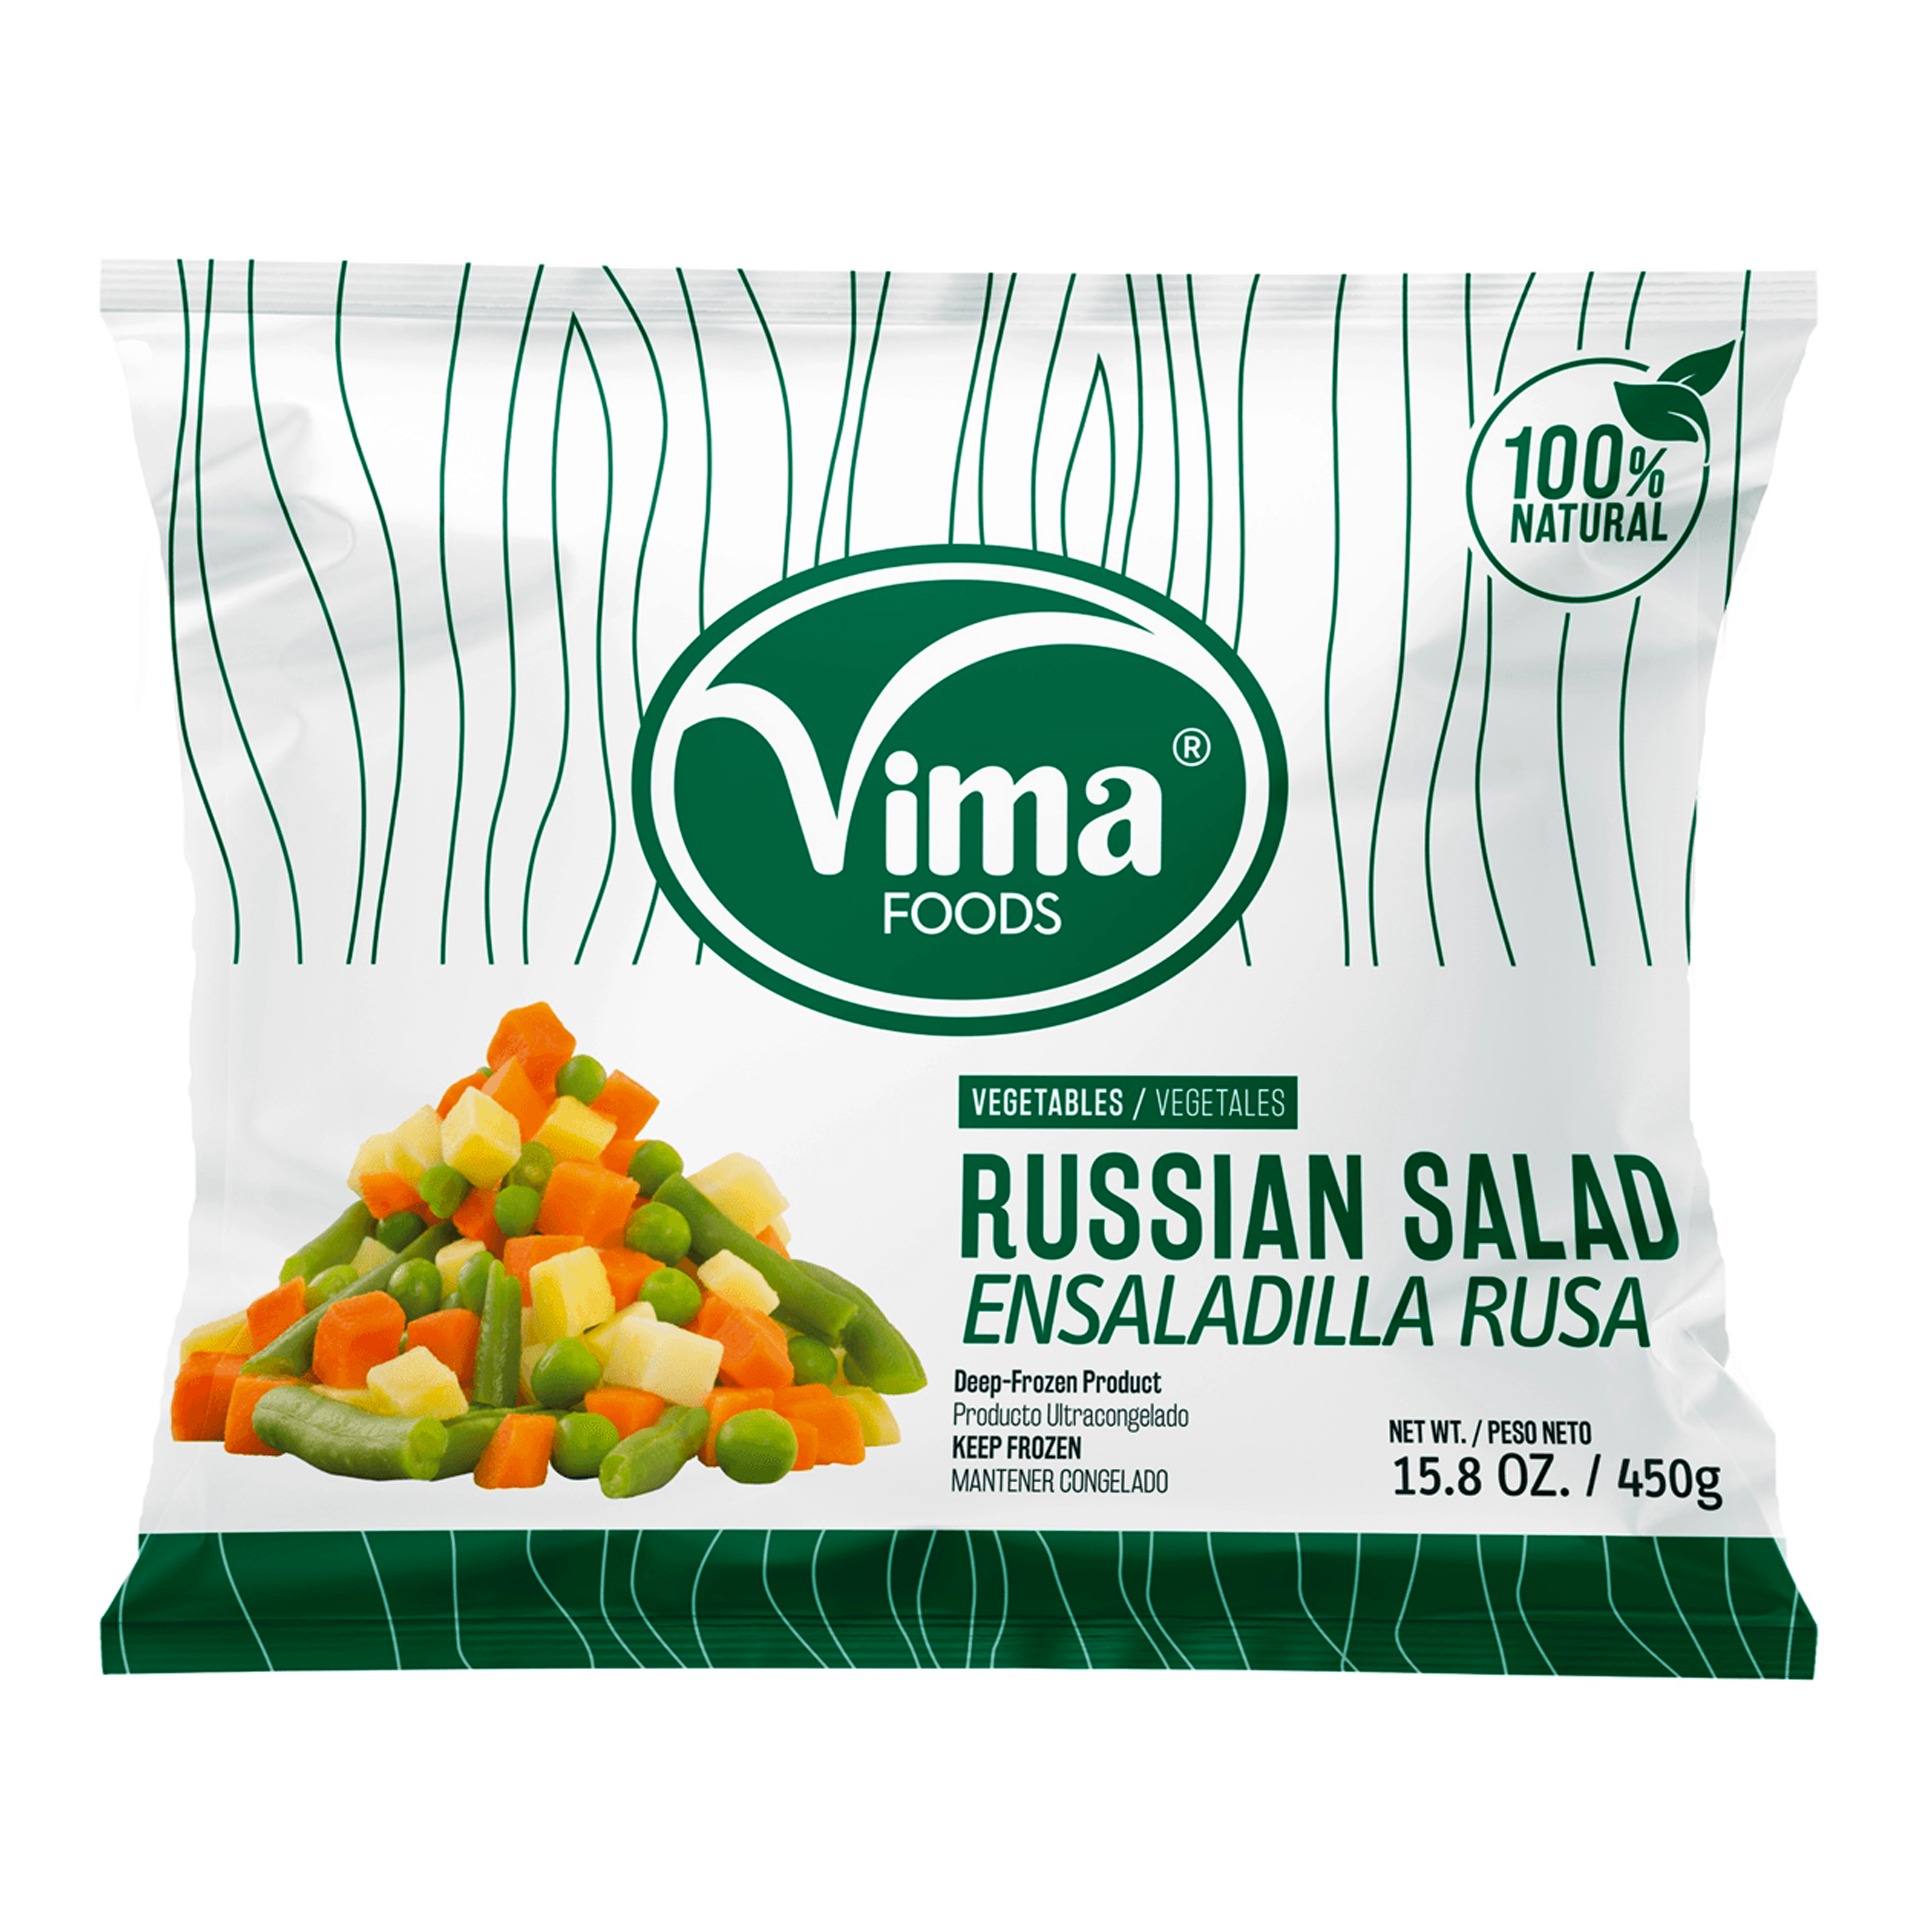 100%
NATURAL
Vima ®
FOODS
VEGETABLES / VEGETALES
RUSSIAN SALAD
ENSALADILLA RUSA
Deep-Frozen Product
Producto Ultracongelado
KEEP FROZEN
MANTENER CONGELADO
NET WT. / PESO NETO
15.8 OZ. / 450g